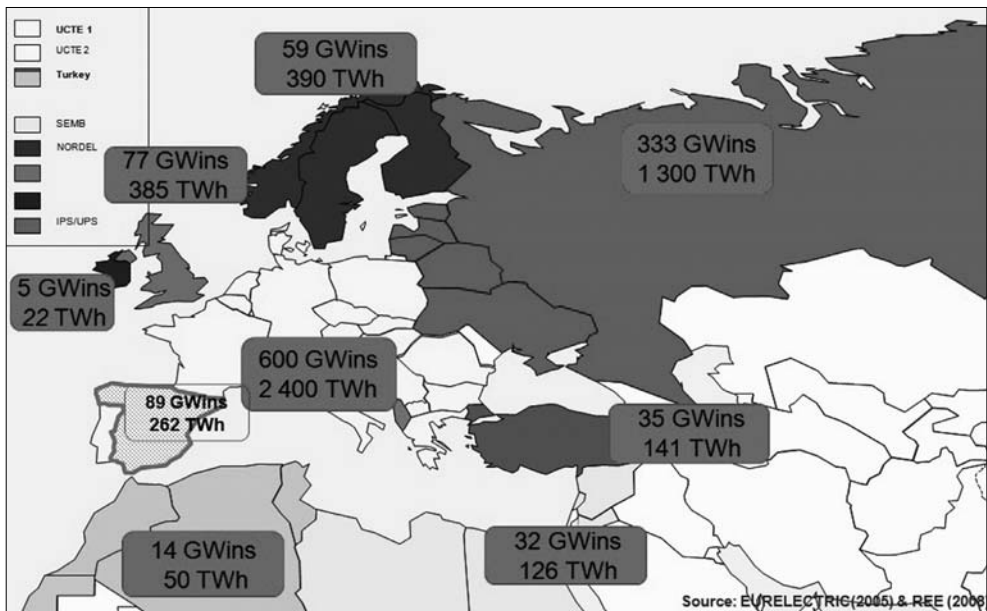 UCTE 1
UCTE 2
Turkey
SEMB
NORDEL
IPS/UPS
59 GWins
390 TWh
77 GWins
385 TWh
333 GWins
1 300 TWh
5 GWins
22 TWh
600 GWins
2 400 TWh
89 GWins
262 TWh
35 GWins
141 TWh
14 GWins
50 TWh
32 GWins
126 TWh
Source: EURELECTRIC(2005) & REE (2008)